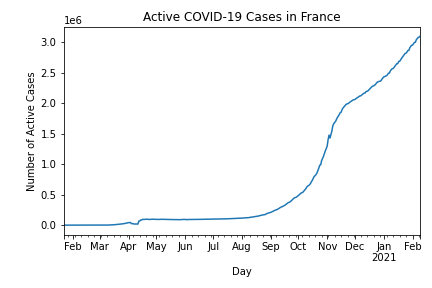 Active COVID-19 Cases in France
1e6
3.0
2.5
2.0
1.5
1.0
0.5
0.0
Number of Active Cases
Feb Mar Apr May Jun Jul Aug Sep Oct Nov Dec Jan Feb
2021
Day